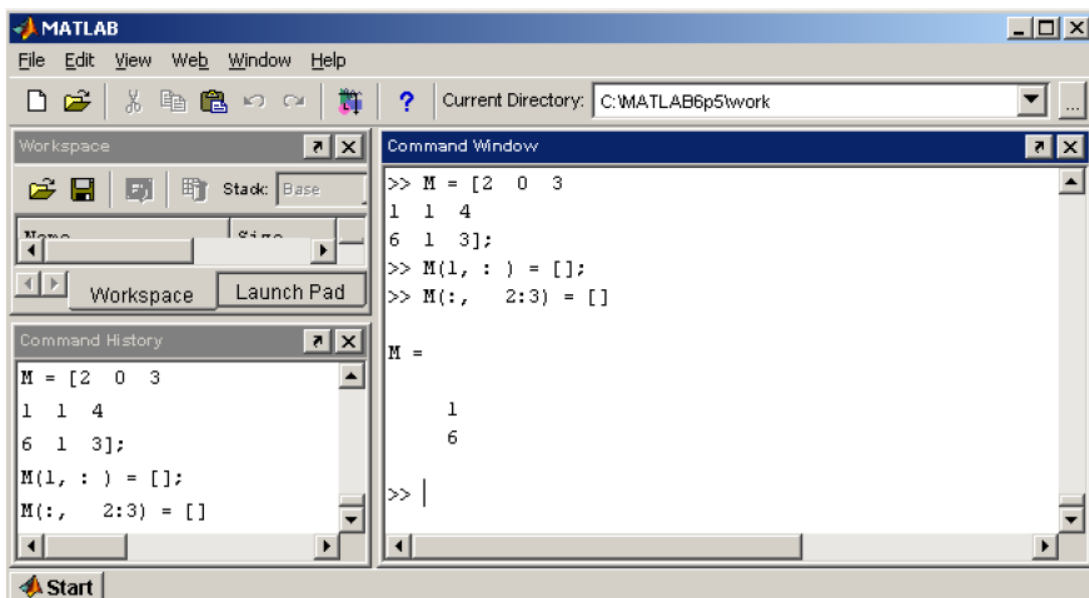 MATLAB
File Edit View Web Window Help
? Current Directory: C:\MATLAB6p5\work ...
Workspace
Stack: Base
Name Size
Workspace Launch Pad
Command History
M = [2 0 3
1 1 4
6 1 3];
M(1, : ) = [];
M(:, 2:3) = []
Command Window
>> M = [2 0 3
1 1 4
6 1 3];
>> M(1, : ) = [];
>> M(:, 2:3) = []
M =
1
6
>>
Start